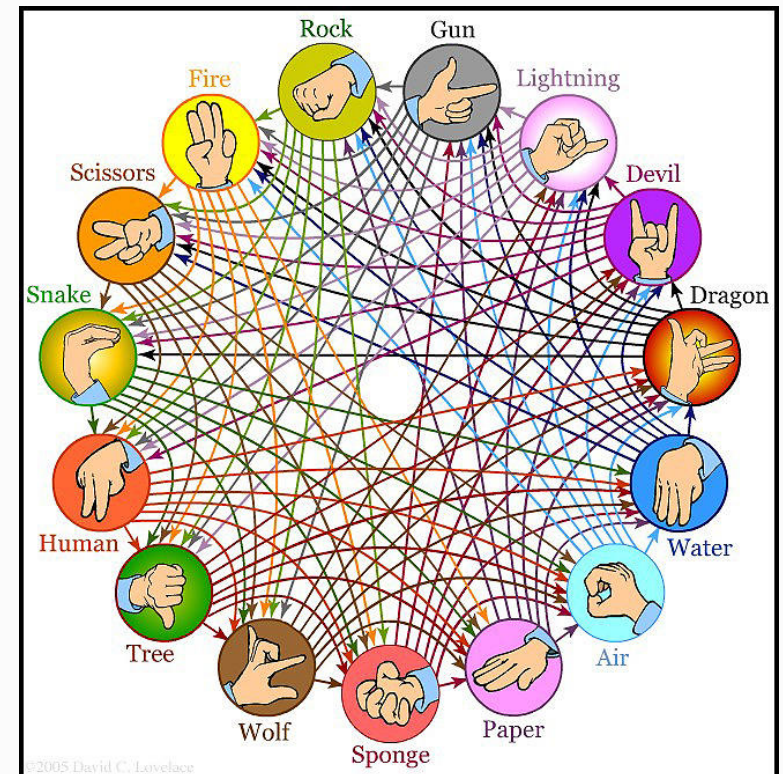 Rock
Gun
Fire
Lightning
Scissors
Devil
Snake
Dragon
Human
Water
Tree
Air
Wolf
Paper
Sponge
©2005 David C. Lovelace